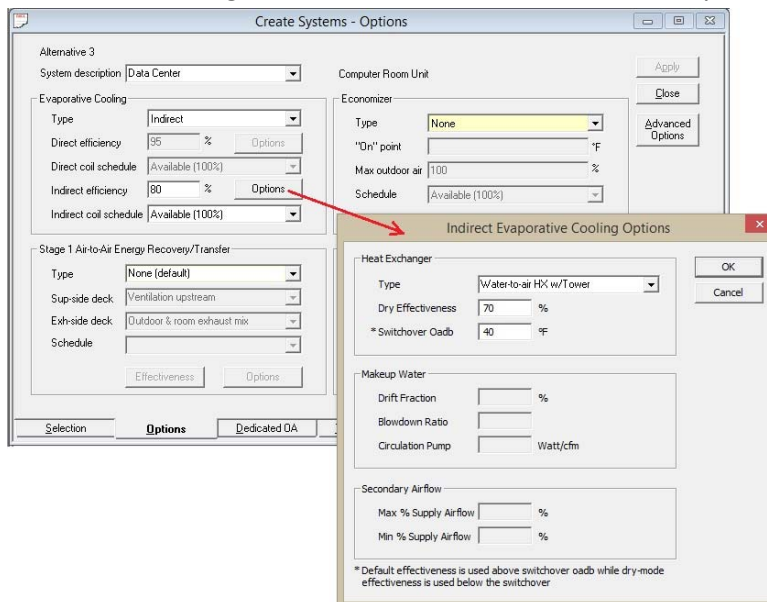 Create Systems - Options
Alternative 3
System description Data Center
Computer Room Unit
Apply
Close
Advanced Options
Evaporative Cooling
Type Indirect
Direct efficiency 95 % Options
Direct coil schedule Available (100%)
Indirect efficiency 80 % Options
Indirect coil schedule Available (100%)
Economizer
Type None
"On" point °F
Max outdoor air 100 %
Schedule Available (100%)
Stage 1 Air-to-Air Energy Recovery/Transfer
Type None (default)
Sup-side deck Ventilation upstream
Exh-side deck Outdoor & room exhaust mix
Schedule
Effectiveness Options
Selection Options Dedicated OA
Indirect Evaporative Cooling Options
OK
Cancel
Heat Exchanger
Type Water-to-air HX w/Tower
Dry Effectiveness 70 %
* Switchover Oadb 40 °F
Makeup Water
Drift Fraction %
Blowdown Ratio
Circulation Pump Watt/cfm
Secondary Airflow
Max % Supply Airflow %
Min % Supply Airflow %
* Default effectiveness is used above switchover oadb while dry-mode
effectiveness is used below the switchover